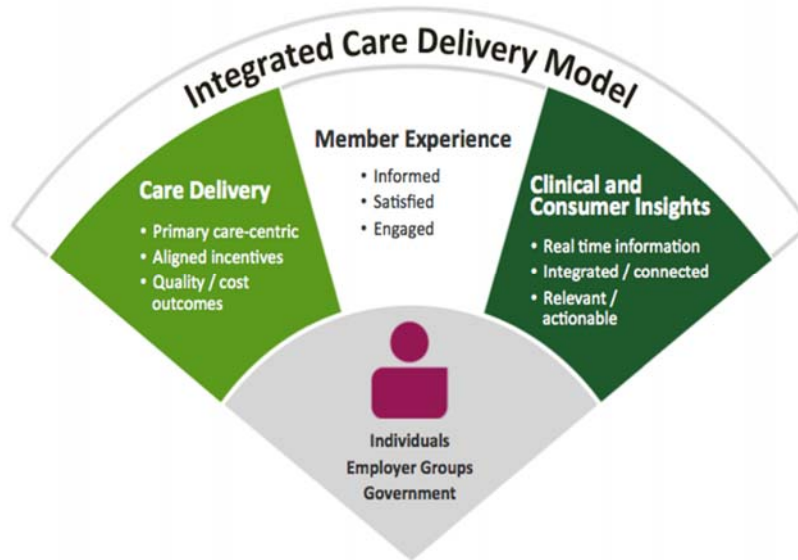 Integrated Care Delivery Model
Care Delivery
• Primary care-centric
• Aligned incentives
• Quality / cost
outcomes
Member Experience
• Informed
• Satisfied
• Engaged
Clinical and
Consumer Insights
• Real time information
• Integrated / connected
• Relevant /
actionable
Individuals
Employer Groups
Government